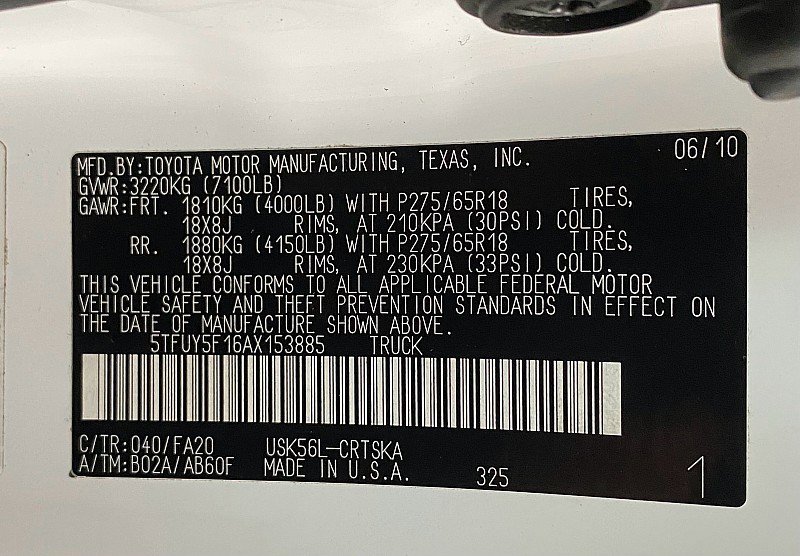 MFD.BY:TOYOTA MOTOR MANUFACTURING, TEXAS, INC. 06/10
GVWR:3220KG (7100LB)
GAWR:FRT. 1810KG (4000LB) WITH P275/65R18 TIRES,
18X8J RIMS, AT 210KPA (30PSI) COLD.
RR. 1880KG (4150LB) WITH P275/65R18 TIRES,
18X8J RIMS, AT 230KPA (33PSI) COLD.
THIS VEHICLE CONFORMS TO ALL APPLICABLE FEDERAL MOTOR
VEHICLE SAFETY AND THEFT PREVENTION STANDARDS IN EFFECT ON
THE DATE OF MANUFACTURE SHOWN ABOVE.
5TFUY5F16AX153885 TRUCK
C/TR:040/FA20 USK56L-CRTSKA
A/TM:B02A/AB60F MADE IN U.S.A. 325 1